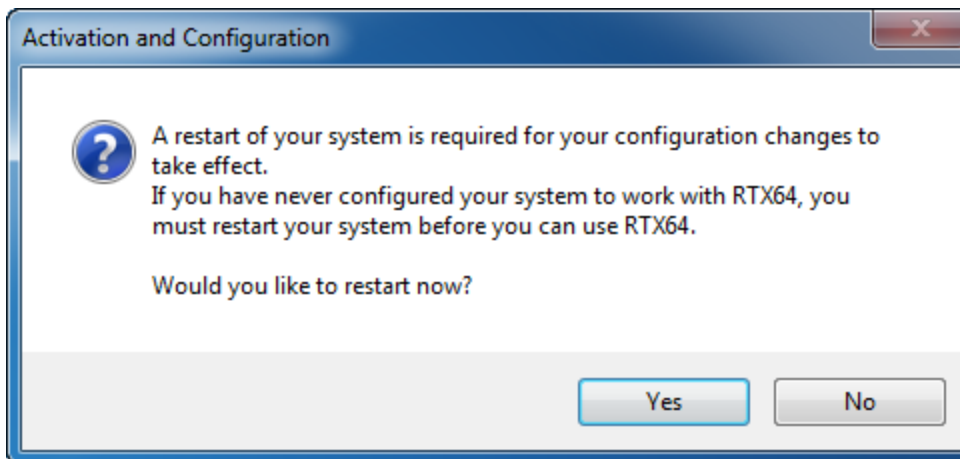 Activation and Configuration
A restart of your system is required for your configuration changes to
take effect.
If you have never configured your system to work with RTX64, you
must restart your system before you can use RTX64.
Would you like to restart now?
Yes
No